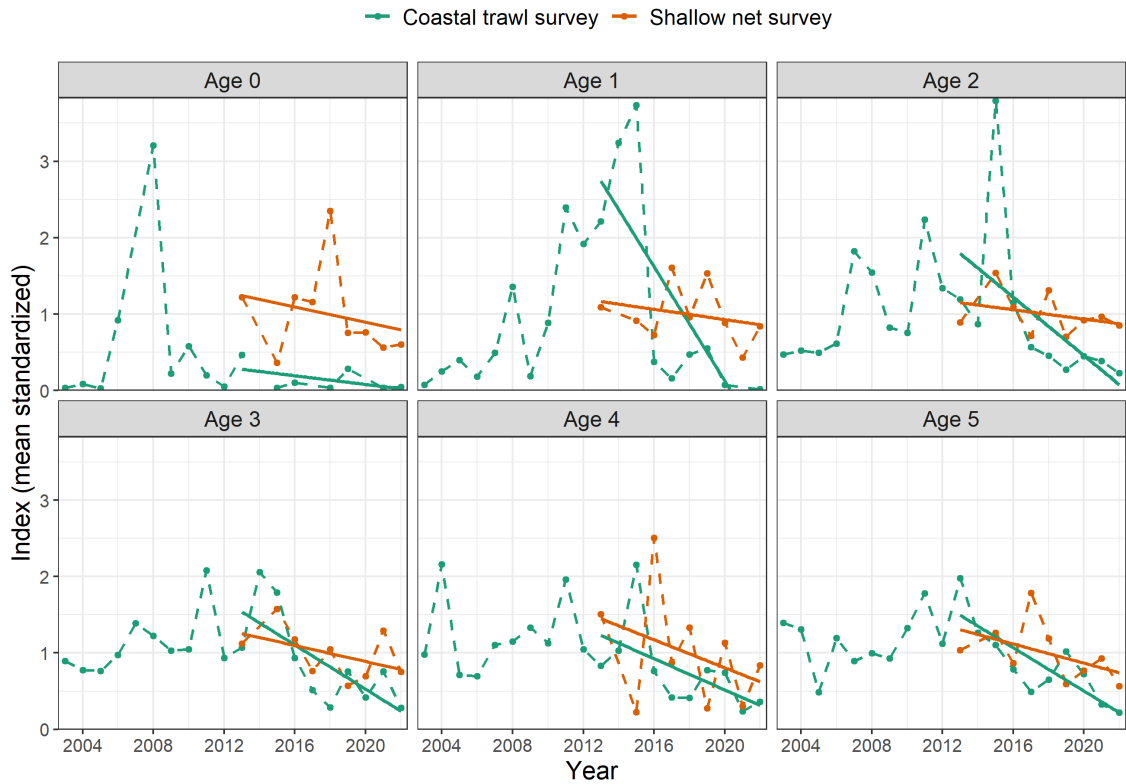 Coastal trawl survey Shallow net survey
Age 0 Age 1 Age 2
3
2
1
0
Age 3 Age 4 Age 5
3
2
1
0
2004 2008 2012 2016 2020 2004 2008 2012 2016 2020 2004 2008 2012 2016 2020
Index (mean standardized)
Year